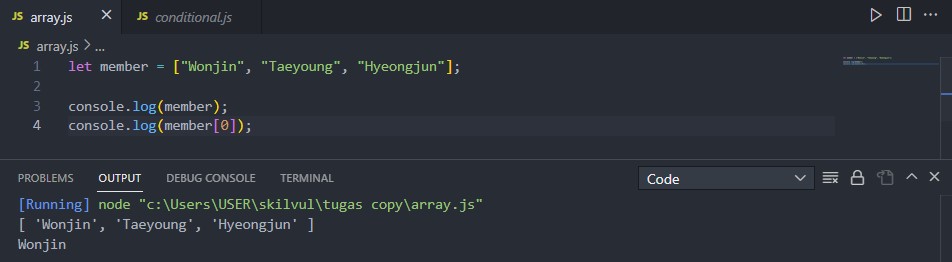 JS array.js × JS conditional.js ...
JS array.js > ...
1 let member = ["Wonjin", "Taeyoung", "Hyeongjun"];
2
3 console.log(member);
4 console.log(member[0]);
PROBLEMS OUTPUT DEBUG CONSOLE TERMINAL Code
[Running] node "c:\Users\USER\skilvul\tugas copy\array.js"
[ 'Wonjin', 'Taeyoung', 'Hyeongjun' ]
Wonjin